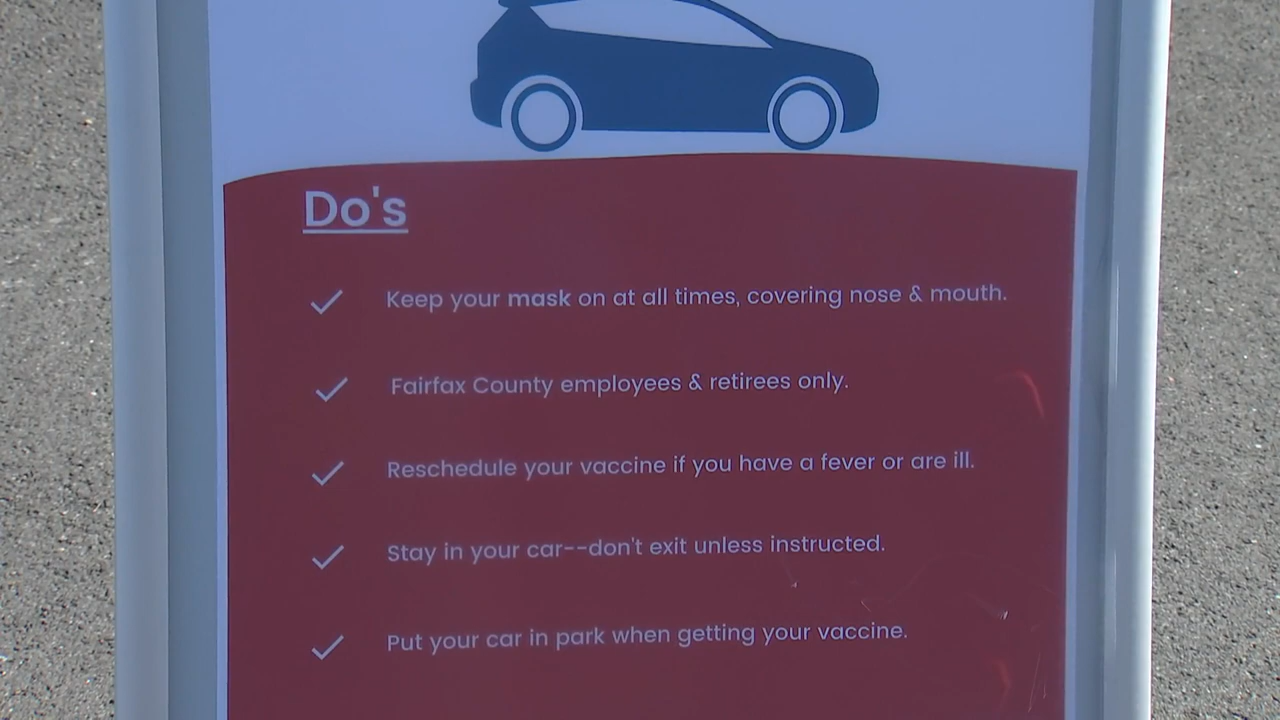 Do's
Keep your mask on at all times, covering nose & mouth.
Fairfax County employees & retirees only.
Reschedule your vaccine if you have a fever or are ill.
Stay in your car--don't exit unless instructed.
Put your car in park when getting your vaccine.